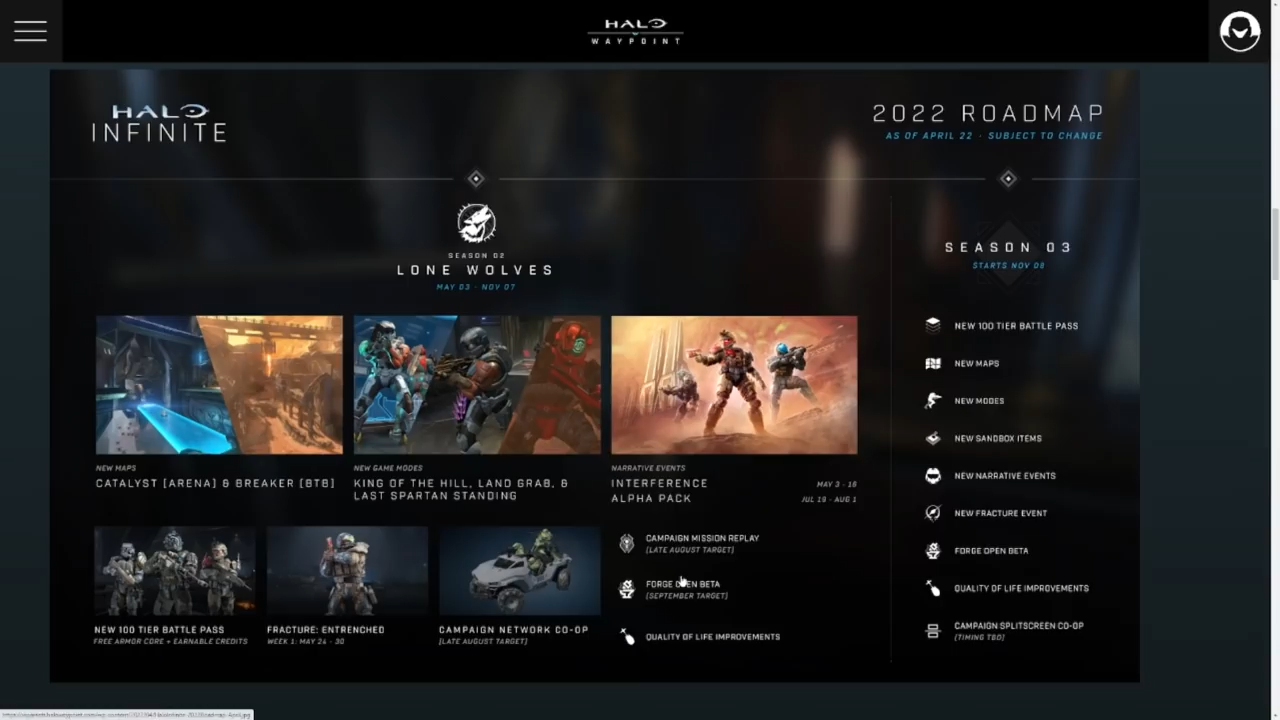 HALO
WAYPOINT
HALO
INFINITE
2022 ROADMAP
AS OF APRIL 22 - SUBJECT TO CHANGE
SEASON 02
LONE WOLVES
MAY 03 - NOV 07
NEW MAPS
CATALYST [ARENA] & BREAKER [BTB]
NEW GAME MODES
KING OF THE HILL, LAND GRAB, &
LAST SPARTAN STANDING
NARRATIVE EVENTS
INTERFERENCE MAY 3 - 16
ALPHA PACK JUL 19 - AUG 1
NEW 100 TIER BATTLE PASS
FREE ARMOR CORE + EARNABLE CREDITS
FRACTURE: ENTRENCHED
WEEK 1: MAY 24 - 30
CAMPAIGN NETWORK CO-OP
[LATE AUGUST TARGET]
CAMPAIGN MISSION REPLAY
[LATE AUGUST TARGET]
FORGE OPEN BETA
[SEPTEMBER TARGET]
QUALITY OF LIFE IMPROVEMENTS
SEASON 03
STARTS NOV 08
NEW 100 TIER BATTLE PASS
NEW MAPS
NEW MODES
NEW SANDBOX ITEMS
NEW NARRATIVE EVENTS
NEW FRACTURE EVENT
FORGE OPEN BETA
QUALITY OF LIFE IMPROVEMENTS
CAMPAIGN SPLITSCREEN CO-OP
[TIMING TBD]